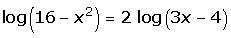 log(16 – x²) = 2 log(3x – 4)